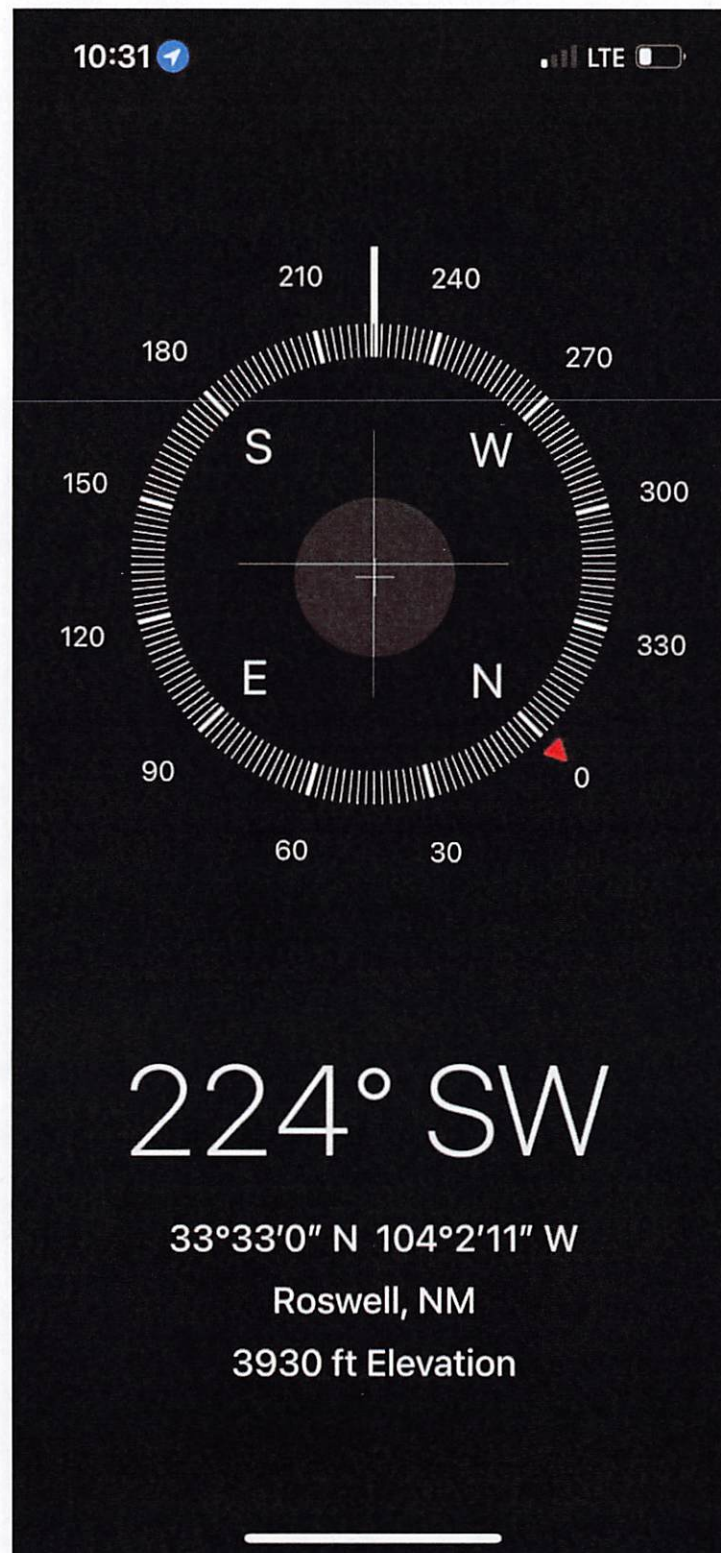 10:31 LTE
210 240
180 270
S W
150 300
120 330
E N
90 0
60 30
224° SW
33°33′0″ N 104°2′11″ W
Roswell, NM
3930 ft Elevation